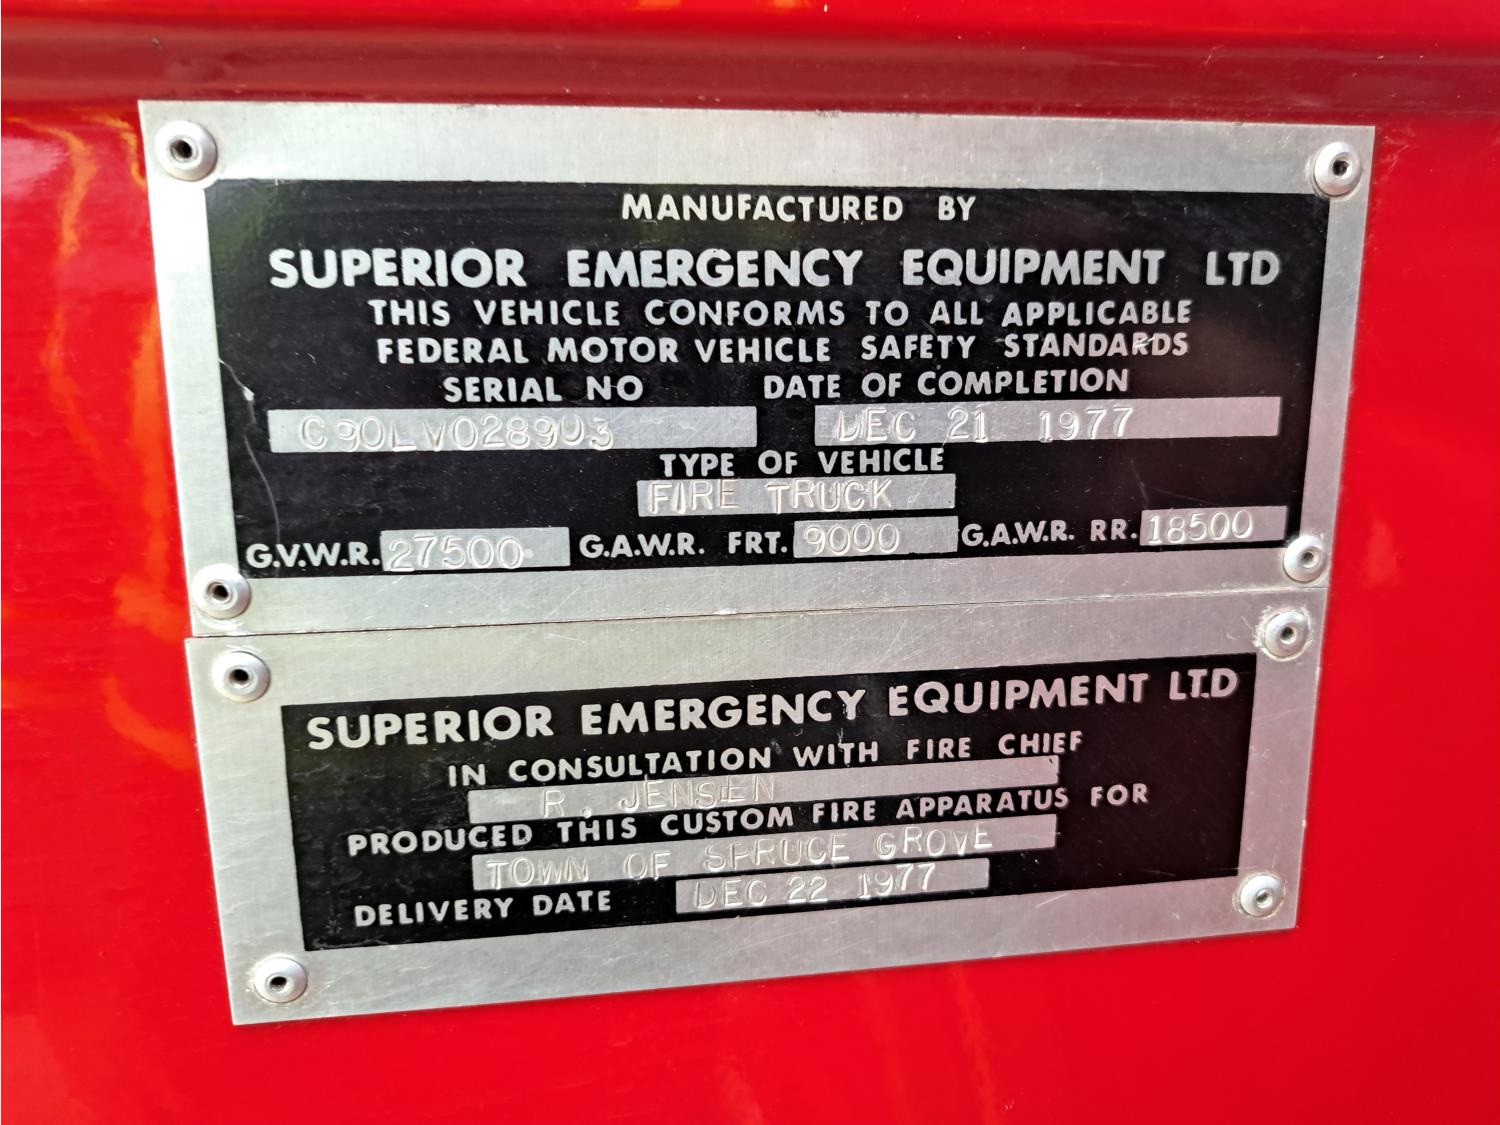 MANUFACTURED BY
SUPERIOR EMERGENCY EQUIPMENT LTD
THIS VEHICLE CONFORMS TO ALL APPLICABLE
FEDERAL MOTOR VEHICLE SAFETY STANDARDS
SERIAL NO DATE OF COMPLETION
C90LV028903 DEC 21 1977
TYPE OF VEHICLE
FIRE TRUCK
G.V.W.R. 27500 G.A.W.R. FRT. 9000 G.A.W.R. RR. 18500
SUPERIOR EMERGENCY EQUIPMENT LT.D
IN CONSULTATION WITH FIRE CHIEF
R. JENSEN
PRODUCED THIS CUSTOM FIRE APPARATUS FOR
TOWN OF SPRUCE GROVE
DELIVERY DATE DEC 22 1977